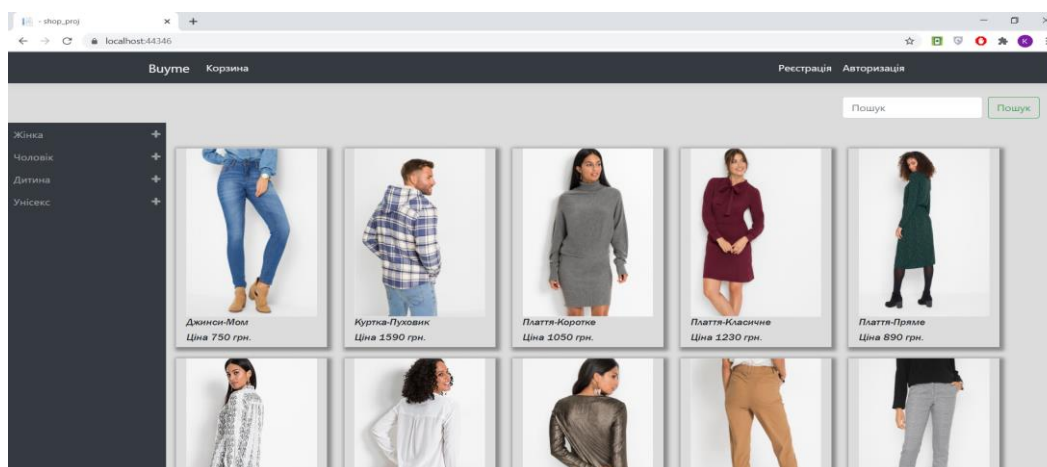 - shop_proj
localhost:44346
Buyme Корзина Реєстрація Авторизація
Пошук Пошук
Жінка
Чоловік
Дитина
Унісекс
Джинси-Мом
Ціна 750 грн.
Куртка-Пуховик
Ціна 1590 грн.
Плаття-Коротке
Ціна 1050 грн.
Плаття-Класичне
Ціна 1230 грн.
Плаття-Пряме
Ціна 890 грн.